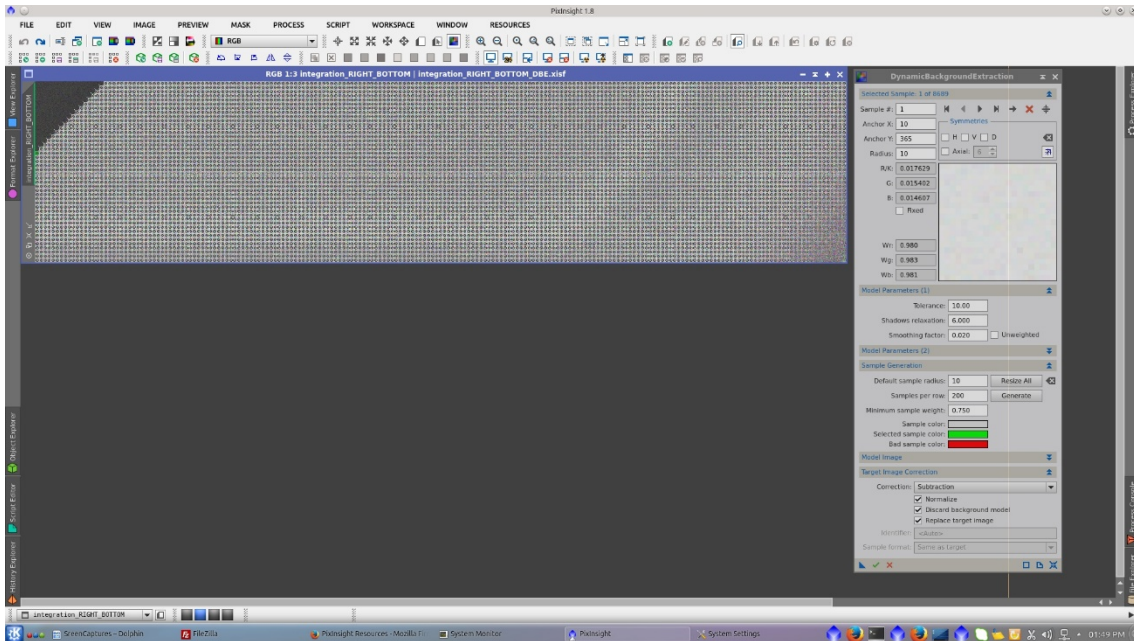 PixInsight 1.8
FILE EDIT VIEW IMAGE PREVIEW MASK PROCESS SCRIPT WORKSPACE WINDOW RESOURCES
RGB
RGB 1:3 integration_RIGHT_BOTTOM | integration_RIGHT_BOTTOM_DBE.xisf
integration_RIGHT_BOTTOM
View Explorer
Format Explorer
Object Explorer
Script Editor
History Explorer
DynamicBackgroundExtraction
Selected Sample: 1 of 8689
Sample #: 1
Anchor X: 10
Symmetries
Anchor Y: 365
H V D
Radius: 10
Axial: 6
R/K: 0.017629
G: 0.015402
B: 0.014607
Fixed
Wr: 0.980
Wg: 0.983
Wb: 0.981
Model Parameters (1)
Tolerance: 10.00
Shadows relaxation: 6.000
Smoothing factor: 0.020 Unweighted
Model Parameters (2)
Sample Generation
Default sample radius: 10 Resize All
Samples per row: 200 Generate
Minimum sample weight: 0.750
Sample color:
Selected sample color:
Bad sample color:
Model Image
Target Image Correction
Correction: Subtraction
Normalize
Discard background model
Replace target image
Identifier: <Auto>
Sample format: Same as target
Process Explorer
Process Console
File Explorer
integration_RIGHT_BOTTOM
ScreenCaptures - Dolphin
FileZilla
PixInsight Resources - Mozilla Fi
System Monitor
PixInsight
System Settings
01:49 PM